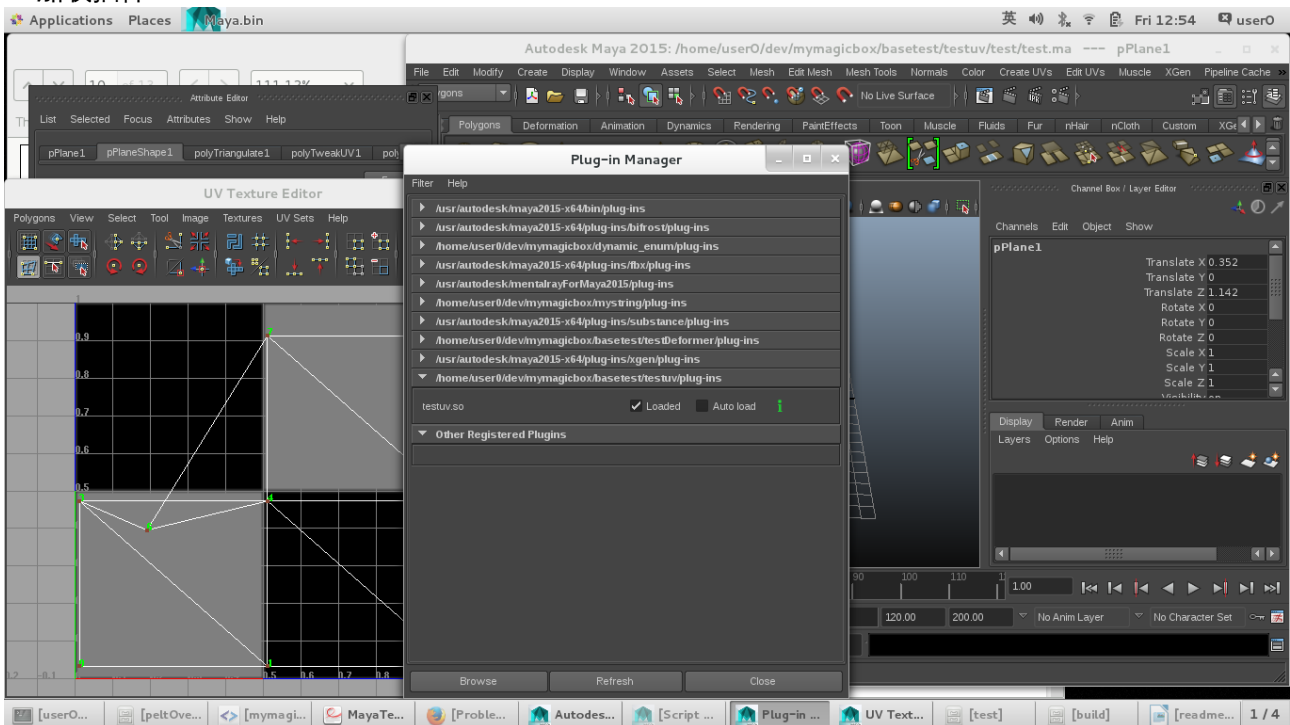 Applications Places Maya.bin 英 Fri 12:54 user0
Autodesk Maya 2015: /home/user0/dev/mymagicbox/basetest/testuv/test/test.ma --- pPlane1
File Edit Modify Create Display Window Assets Select Mesh Edit Mesh Mesh Tools Normals Color Create UVs Edit UVs Muscle XGen Pipeline Cache »
No Live Surface
Attribute Editor
List Selected Focus Attributes Show Help
Polygons Deformation Animation Dynamics Rendering PaintEffects Toon Muscle Fluids Fur nHair nCloth Custom
pPlane1 pPlaneShape1 polyTriangulate1 polyTweakUV1
Plug-in Manager
Filter Help
/usr/autodesk/maya2015-x64/bin/plug-ins
/usr/autodesk/maya2015-x64/plug-ins/bifrost/plug-ins
/home/user0/dev/mymagicbox/dynamic_enum/plug-ins
/usr/autodesk/maya2015-x64/plug-ins/fbx/plug-ins
/usr/autodesk/mentalrayForMaya2015/plug-ins
/home/user0/dev/mymagicbox/mystring/plug-ins
/usr/autodesk/maya2015-x64/plug-ins/substance/plug-ins
/home/user0/dev/mymagicbox/basetest/testDeformer/plug-ins
/usr/autodesk/maya2015-x64/plug-ins/xgen/plug-ins
/home/user0/dev/mymagicbox/basetest/testuv/plug-ins
testuv.so Loaded Auto load i
Other Registered Plugins
Browse Refresh Close
UV Texture Editor
Polygons View Select Tool Image Textures UV Sets Help
1
0.9
0.8
0.7
0.6
0.5
0.5 0.6 0.7 0.8
Channel Box / Layer Editor
Channels Edit Object Show
pPlane1
Translate X 0.352
Translate Y 0
Translate Z 1.142
Rotate X 0
Rotate Y 0
Rotate Z 0
Scale X 1
Scale Y 1
Scale Z 1
Display Render Anim
Layers Options Help
90 100 110 1.00
120.00 200.00 No Anim Layer No Character Set
[user0... [peltOve... [mymagi... MayaTe... [Proble... Autodes... [Script ... Plug-in ... UV Text... [test] [build] [readme... 1 / 4